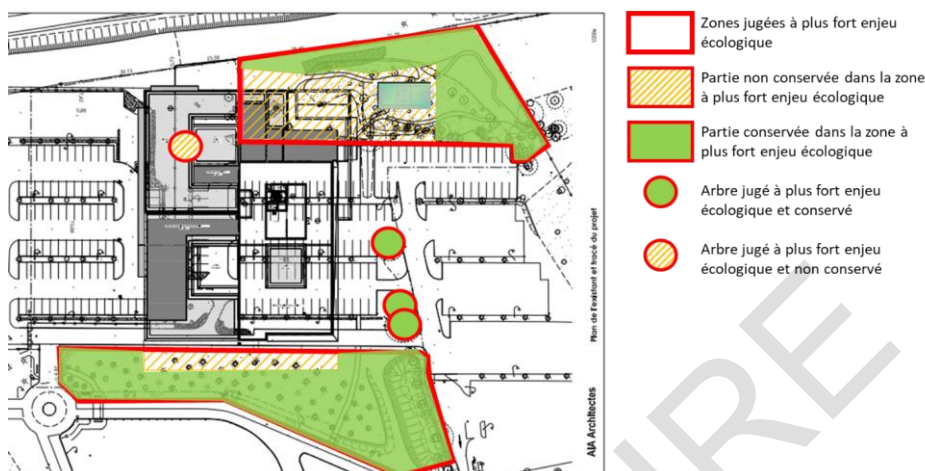 Zones jugées à plus fort enjeu
écologique
Partie non conservée dans la zone
à plus fort enjeu écologique
Partie conservée dans la zone à
plus fort enjeu écologique
Arbre jugé à plus fort enjeu
écologique et conservé
Arbre jugé à plus fort enjeu
écologique et non conservé
Plan de l'existant et tracé du projet
AIA Architectes
IRE